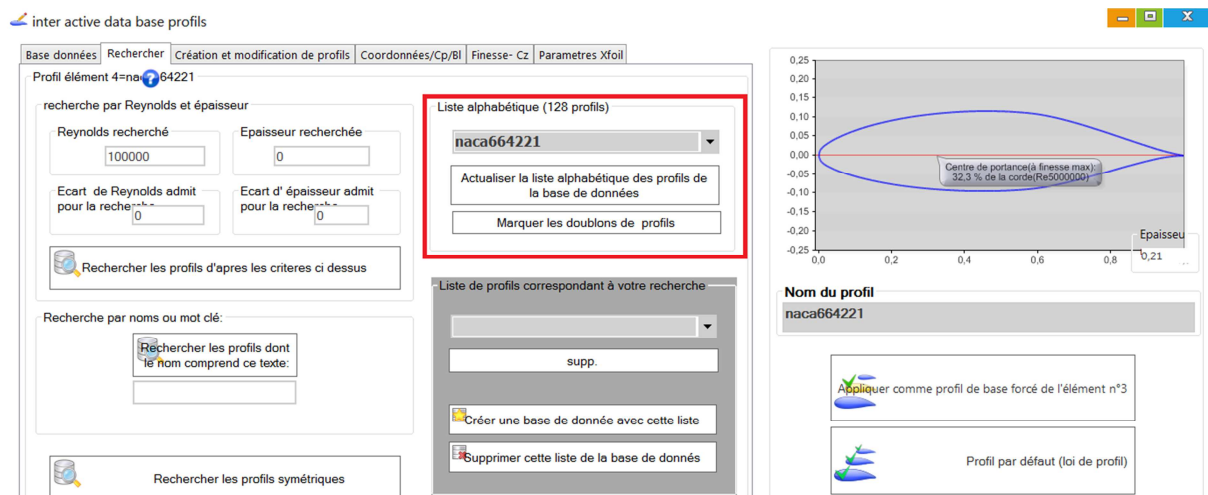 inter active data base profils
Base données
Rechercher
Création et modification de profils
Coordonnées/Cp/Bl
Finesse- Cz
Parametres Xfoil
Profil élément 4=na 64221
recherche par Reynolds et épaisseur
Reynolds recherché
100000
Epaisseur recherchée
0
Ecart de Reynolds admit
pour la recherche
0
Ecart d' épaisseur admit
pour la recherche
0
Rechercher les profils d'apres les criteres ci dessus
Recherche par noms ou mot clé:
Rechercher les profils dont
le nom comprend ce texte:
Rechercher les profils symétriques
Liste alphabétique (128 profils)
naca664221
Actualiser la liste alphabétique des profils de
la base de données
Marquer les doublons de profils
Liste de profils correspondant à votre recherche
supp.
Créer une base de donnée avec cette liste
Supprimer cette liste de la base de donnés
0,25
0,20
0,15
0,10
0,05
0,00
-0,05
-0,10
-0,15
-0,20
-0,25
0,0
0,2
0,4
0,6
0,8
Centre de portance(à finesse max):
32,3 % de la corde(Re5000000)
Epaisseu
0,21
Nom du profil
naca664221
Appliquer comme profil de base forcé de l'élément n°3
Profil par défaut (loi de profil)